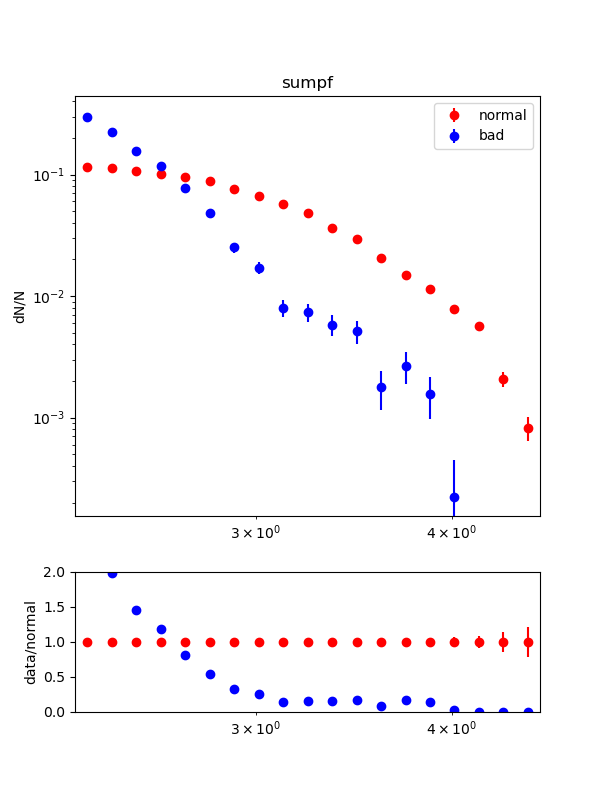 sumpf
normal
bad
dN/N
10⁻¹
10⁻²
10⁻³
3 × 10⁰
4 × 10⁰
data/normal
2.0
1.5
1.0
0.5
0.0
3 × 10⁰
4 × 10⁰